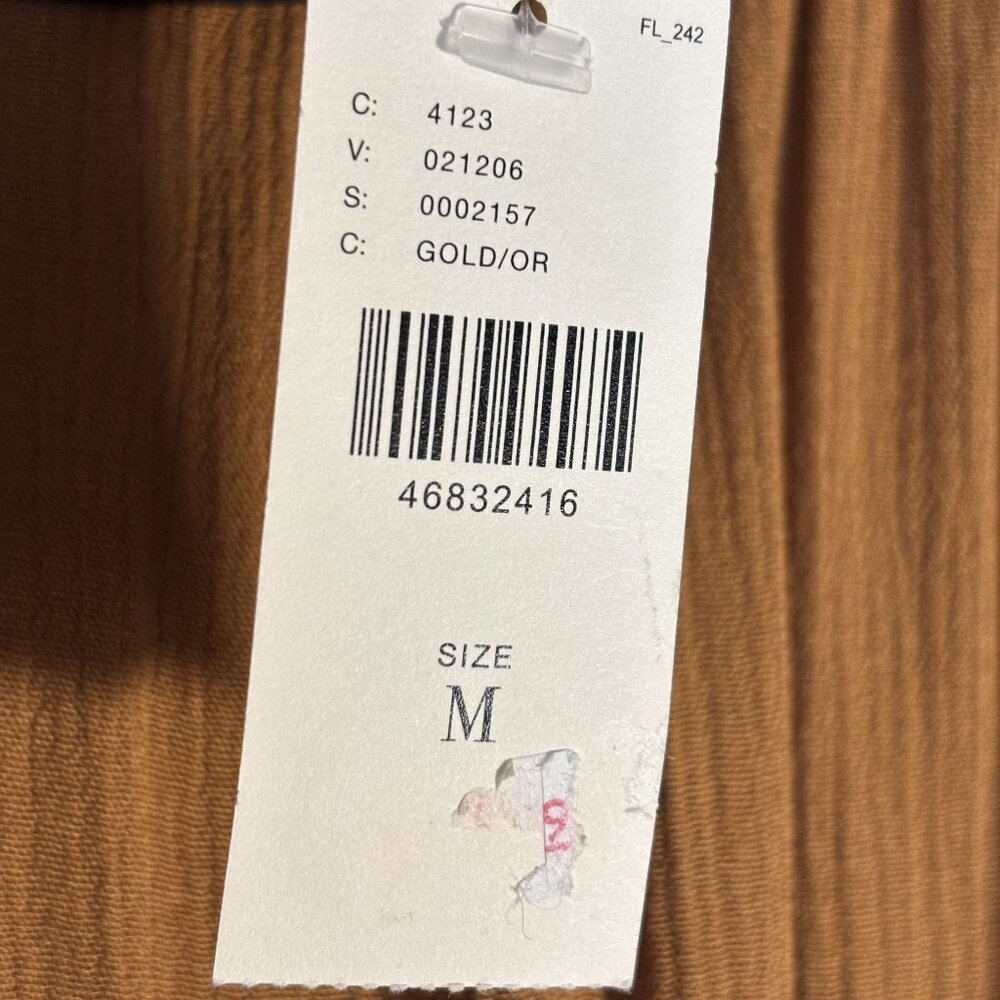 FL_242
C: 4123
V: 021206
S: 0002157
C: GOLD/OR
46832416
SIZE
M